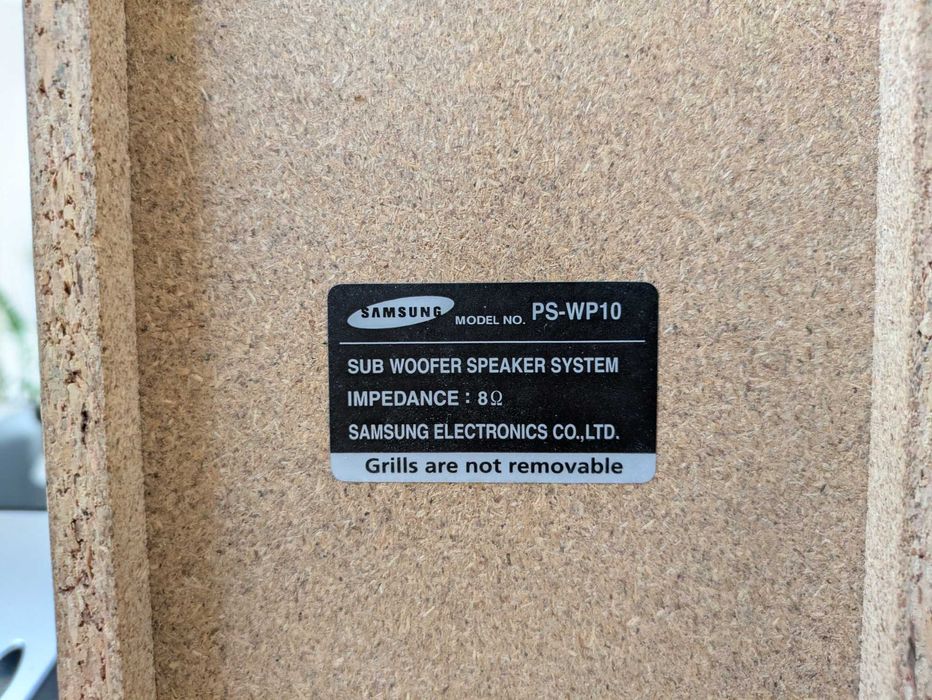 SAMSUNG MODEL NO. PS-WP10
SUB WOOFER SPEAKER SYSTEM
IMPEDANCE : 8Ω
SAMSUNG ELECTRONICS CO.,LTD.
Grills are not removable